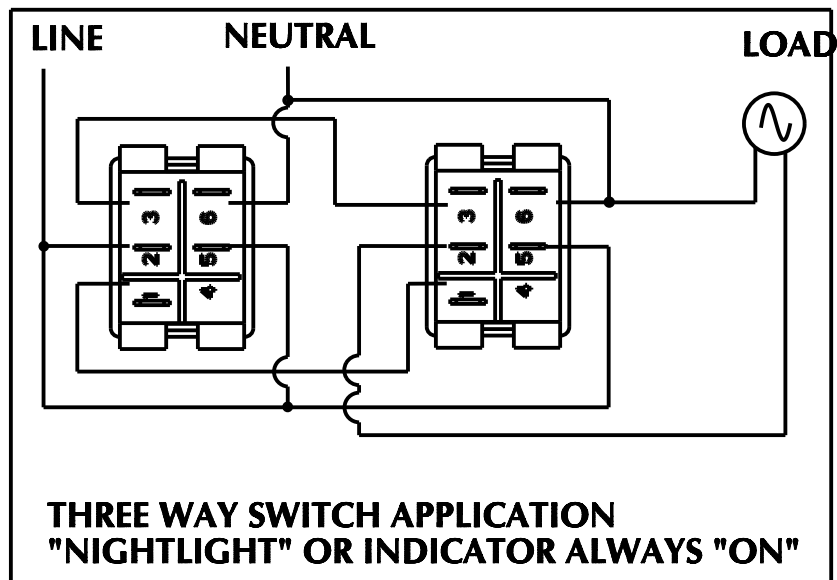 LINE
NEUTRAL
LOAD
3 6
2 5
1 4
3 6
2 5
1 4
THREE WAY SWITCH APPLICATION
"NIGHTLIGHT" OR INDICATOR ALWAYS "ON"